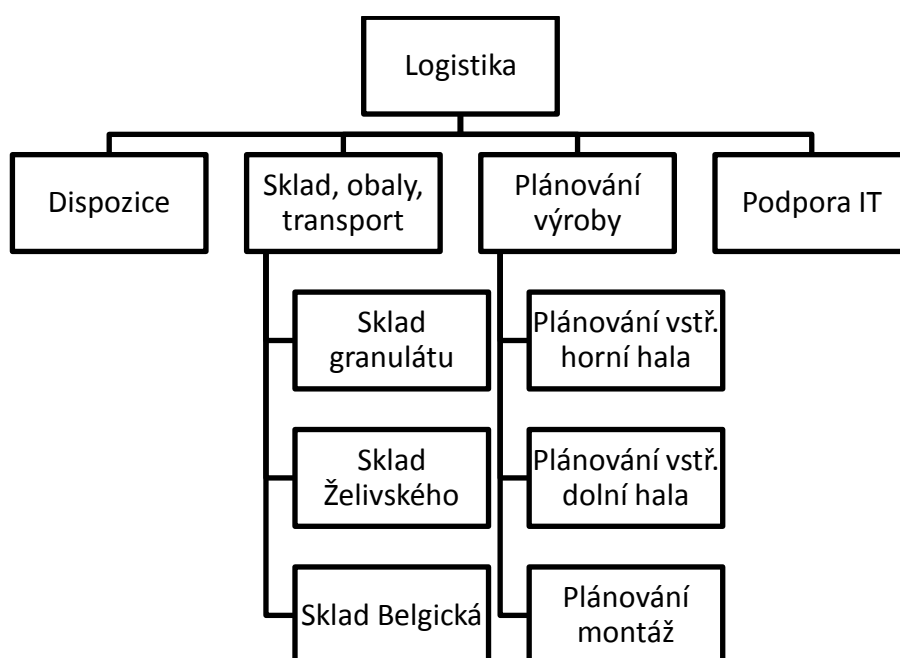 Logistika
Dispozice
Sklad, obaly,
transport
Plánování
výroby
Podpora IT
Sklad
granulátu
Plánování vstř.
horní hala
Sklad
Želivského
Plánování vstř.
dolní hala
Sklad Belgická
Plánování
montáž